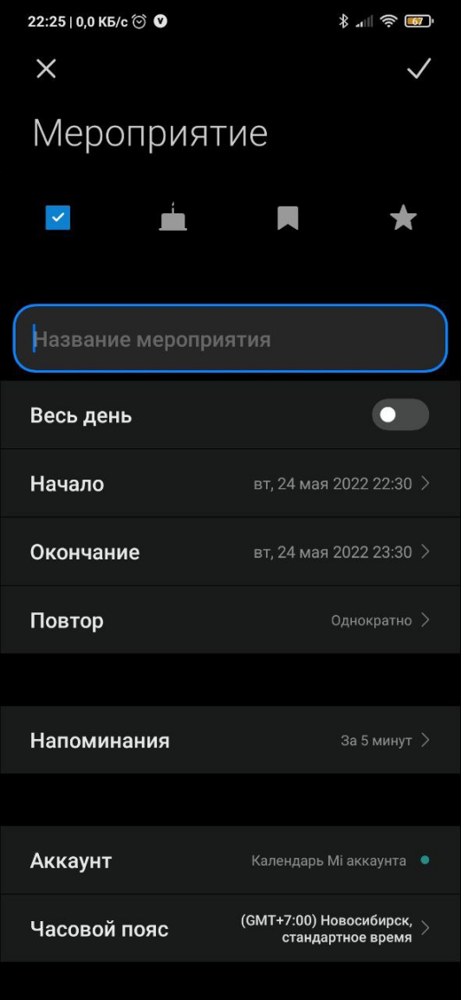 22:25 | 0,0 КБ/с
67
Мероприятие
Название мероприятия
Весь день
Начало
вт, 24 мая 2022 22:30
Окончание
вт, 24 мая 2022 23:30
Повтор
Однократно
Напоминания
За 5 минут
Аккаунт
Календарь Mi аккаунта
Часовой пояс
(GMT+7:00) Новосибирск,
стандартное время